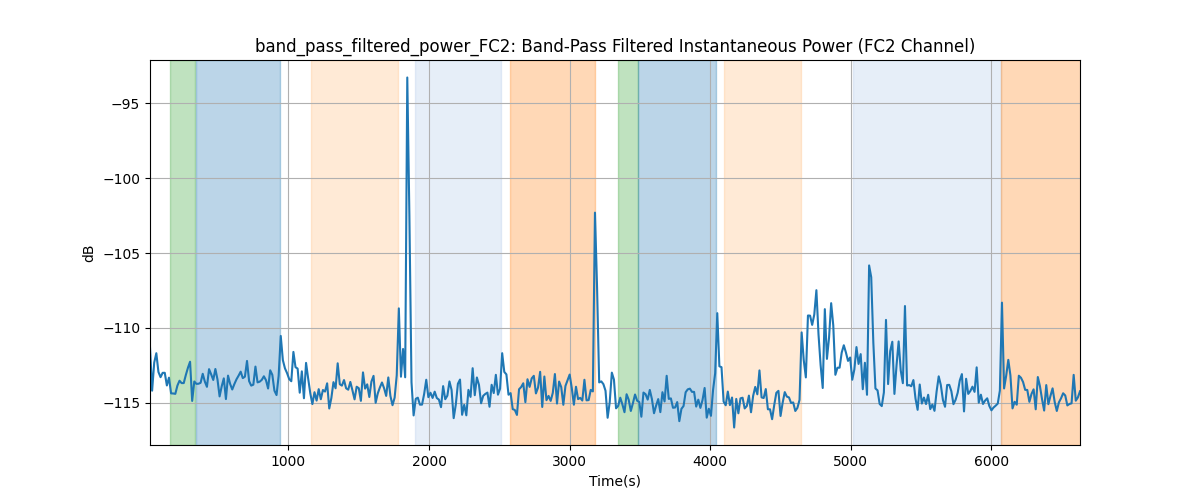 band_pass_filtered_power_FC2: Band-Pass Filtered Instantaneous Power (FC2 Channel)
dB
−95
−100
−105
−110
−115
1000 2000 3000 4000 5000 6000
Time(s)